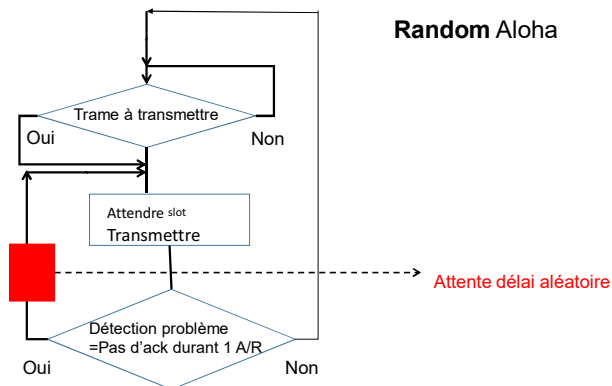 Random Aloha
Trame à transmettre
Oui
Non
Attendre slot
Transmettre
Attente délai aléatoire
Détection problème
=Pas d'ack durant 1 A/R
Oui
Non